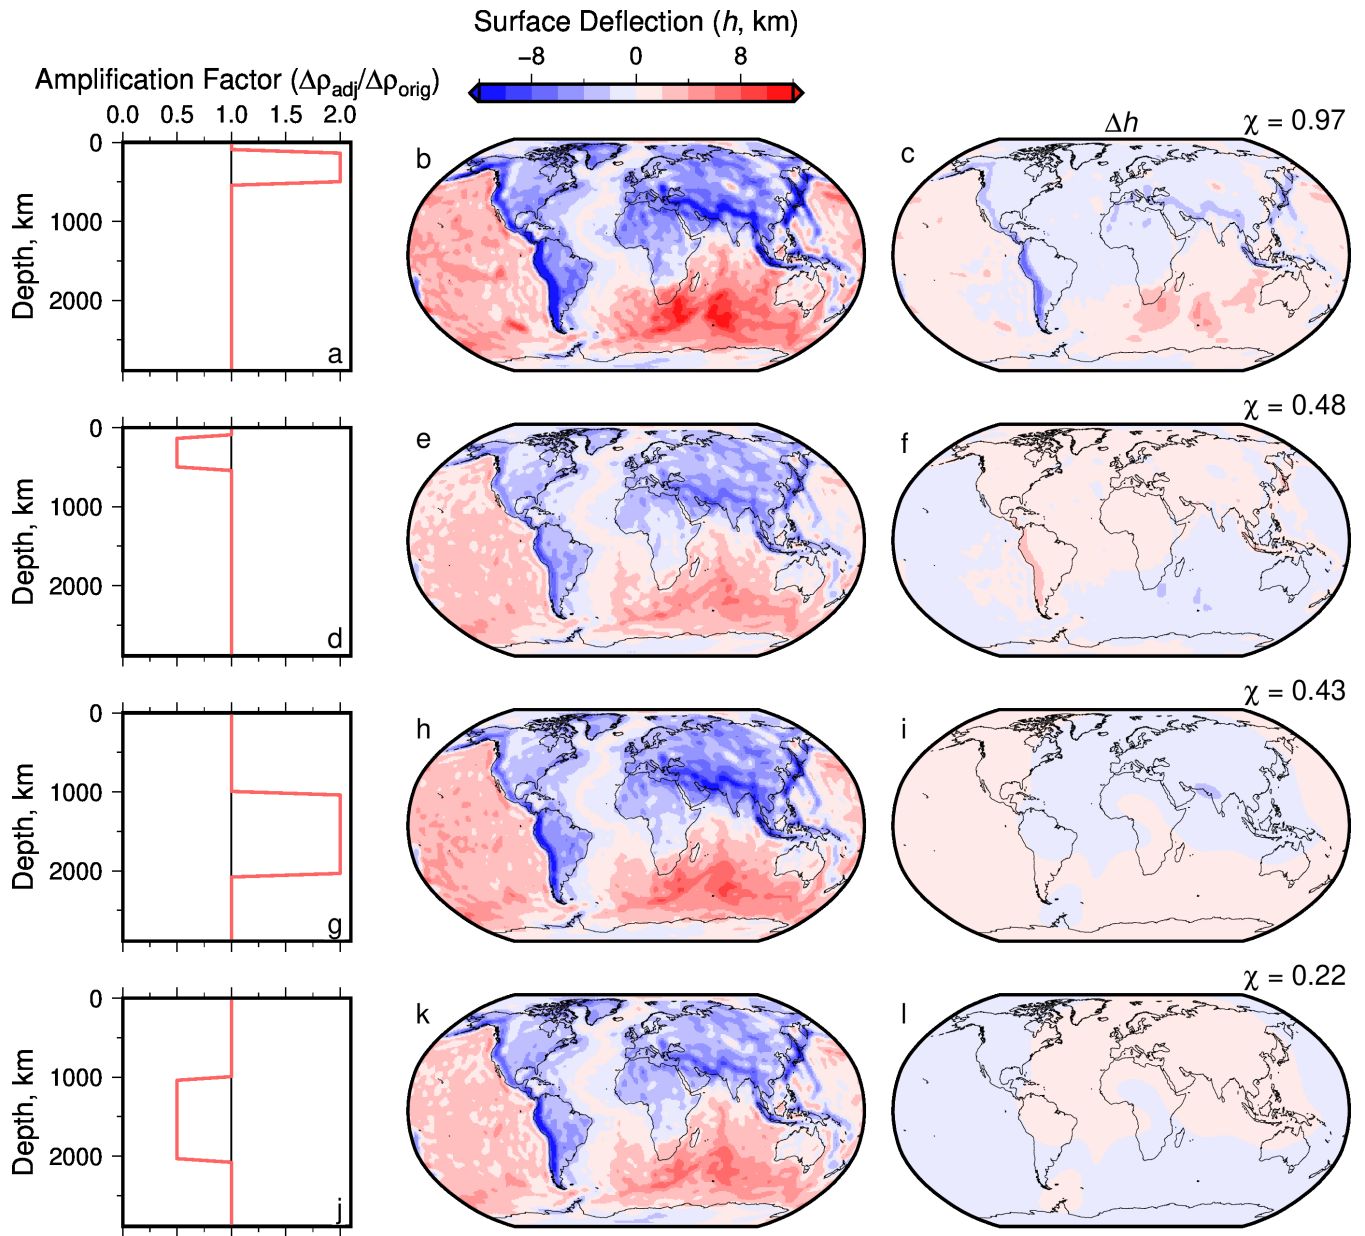 Surface Deflection (h, km)
−8 0 8
Amplification Factor (Δρadj/Δρorig)
0.0 0.5 1.0 1.5 2.0
Δh
χ = 0.97
0
1000
2000
Depth, km
a
b
c
χ = 0.48
0
1000
2000
Depth, km
d
e
f
χ = 0.43
0
1000
2000
Depth, km
g
h
i
χ = 0.22
0
1000
2000
Depth, km
j
k
l